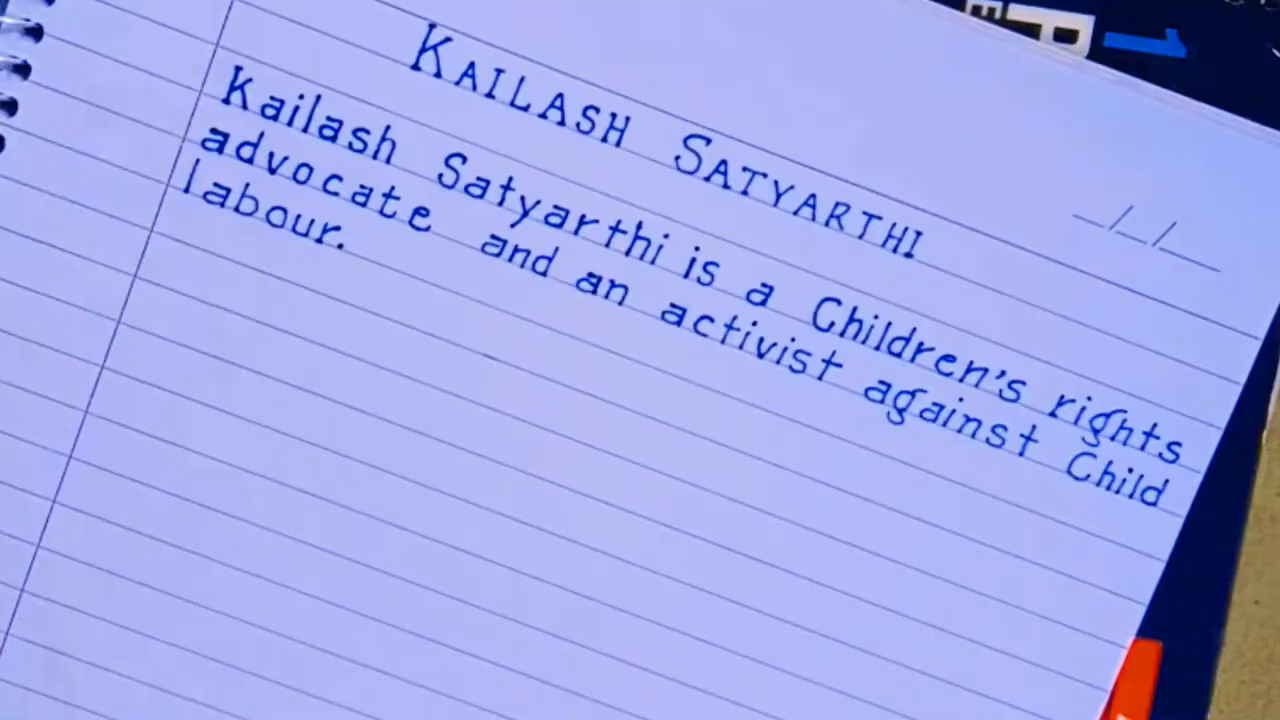 KAILASH SATYARTHI
Kailash Satyarthi is a Children's rights
advocate and an activist against Child
labour.